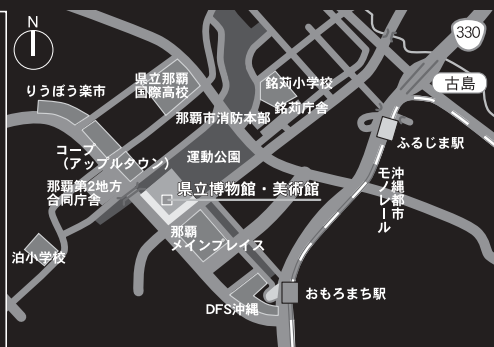 N
330
古島
県立那覇
国際高校
銘苅小学校
りうぼう楽市
銘苅庁舎
那覇市消防本部
ふるじま駅
コープ
（アップルタウン）
運動公園
那覇第2地方
合同庁舎
県立博物館・美術館
沖縄都市
モノレール
那覇
メインプレイス
泊小学校
おもろまち駅
DFS沖縄